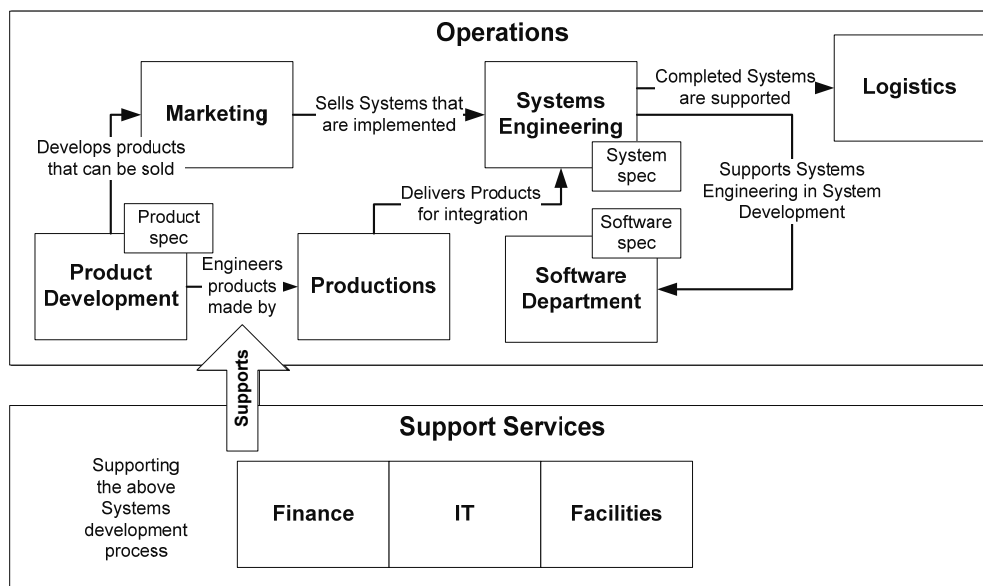 Operations
Marketing
Sells Systems that
are implemented
Systems
Engineering
Completed Systems
are supported
Logistics
Develops products
that can be sold
System
spec
Supports Systems
Engineering in System
Development
Delivers Products
for integration
Product
spec
Software
spec
Product
Development
Engineers
products
made by
Productions
Software
Department
Supports
Support Services
Supporting
the above
Systems
development
process
Finance
IT
Facilities